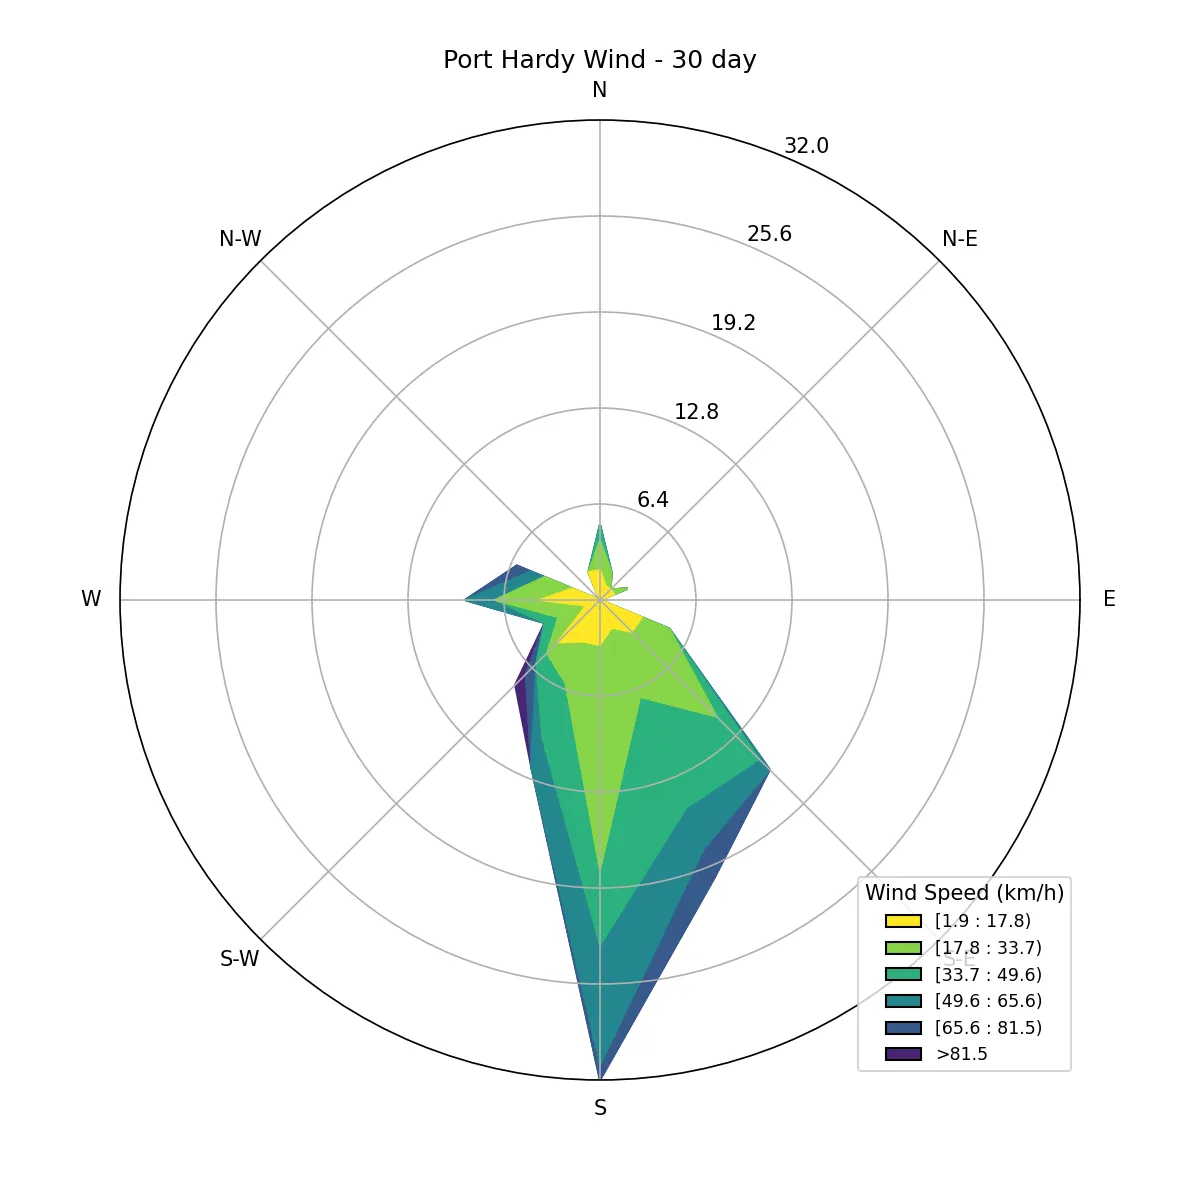 Port Hardy Wind - 30 day
N
32.0
25.6
N-W
N-E
19.2
12.8
6.4
W
E
Wind Speed (km/h)
[1.9 : 17.8)
[17.8 : 33.7)
S-W
S-E
[33.7 : 49.6)
[49.6 : 65.6)
[65.6 : 81.5)
>81.5
S